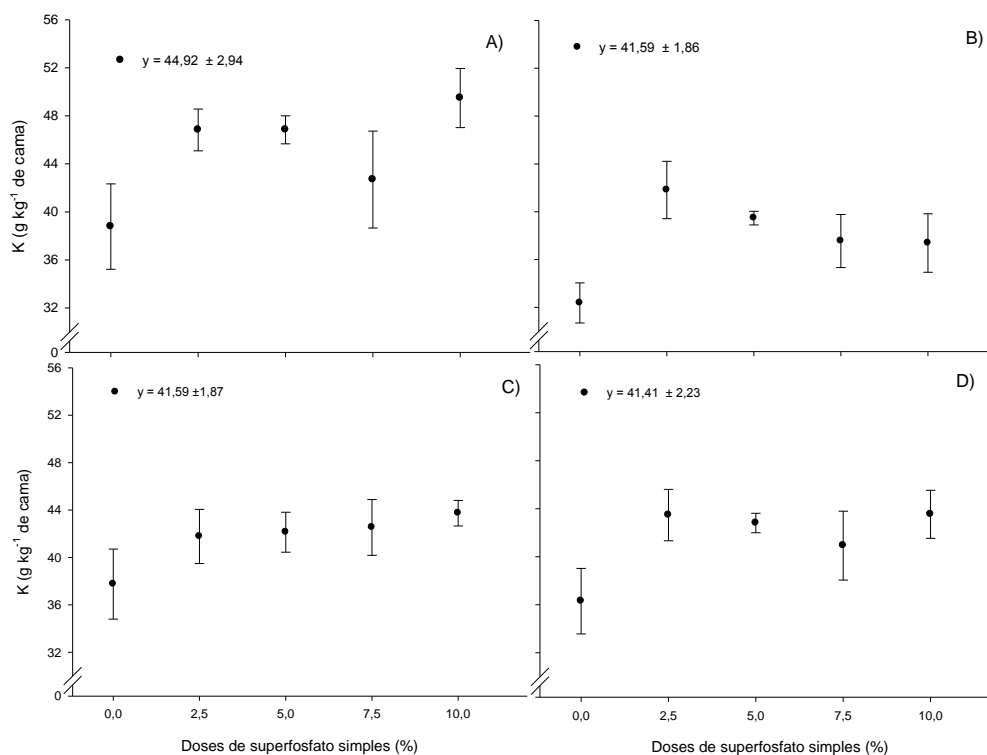 A)
y = 44,92 ± 2,94
56
52
48
44
40
36
32
0
K (g kg⁻¹ de cama)
B)
y = 41,59 ± 1,86
C)
y = 41,59 ±1,87
56
52
48
44
40
36
32
0
K (g kg⁻¹ de cama)
0,0 2,5 5,0 7,5 10,0
Doses de superfosfato simples (%)
D)
y = 41,41 ± 2,23
0,0 2,5 5,0 7,5 10,0
Doses de superfosfato simples (%)